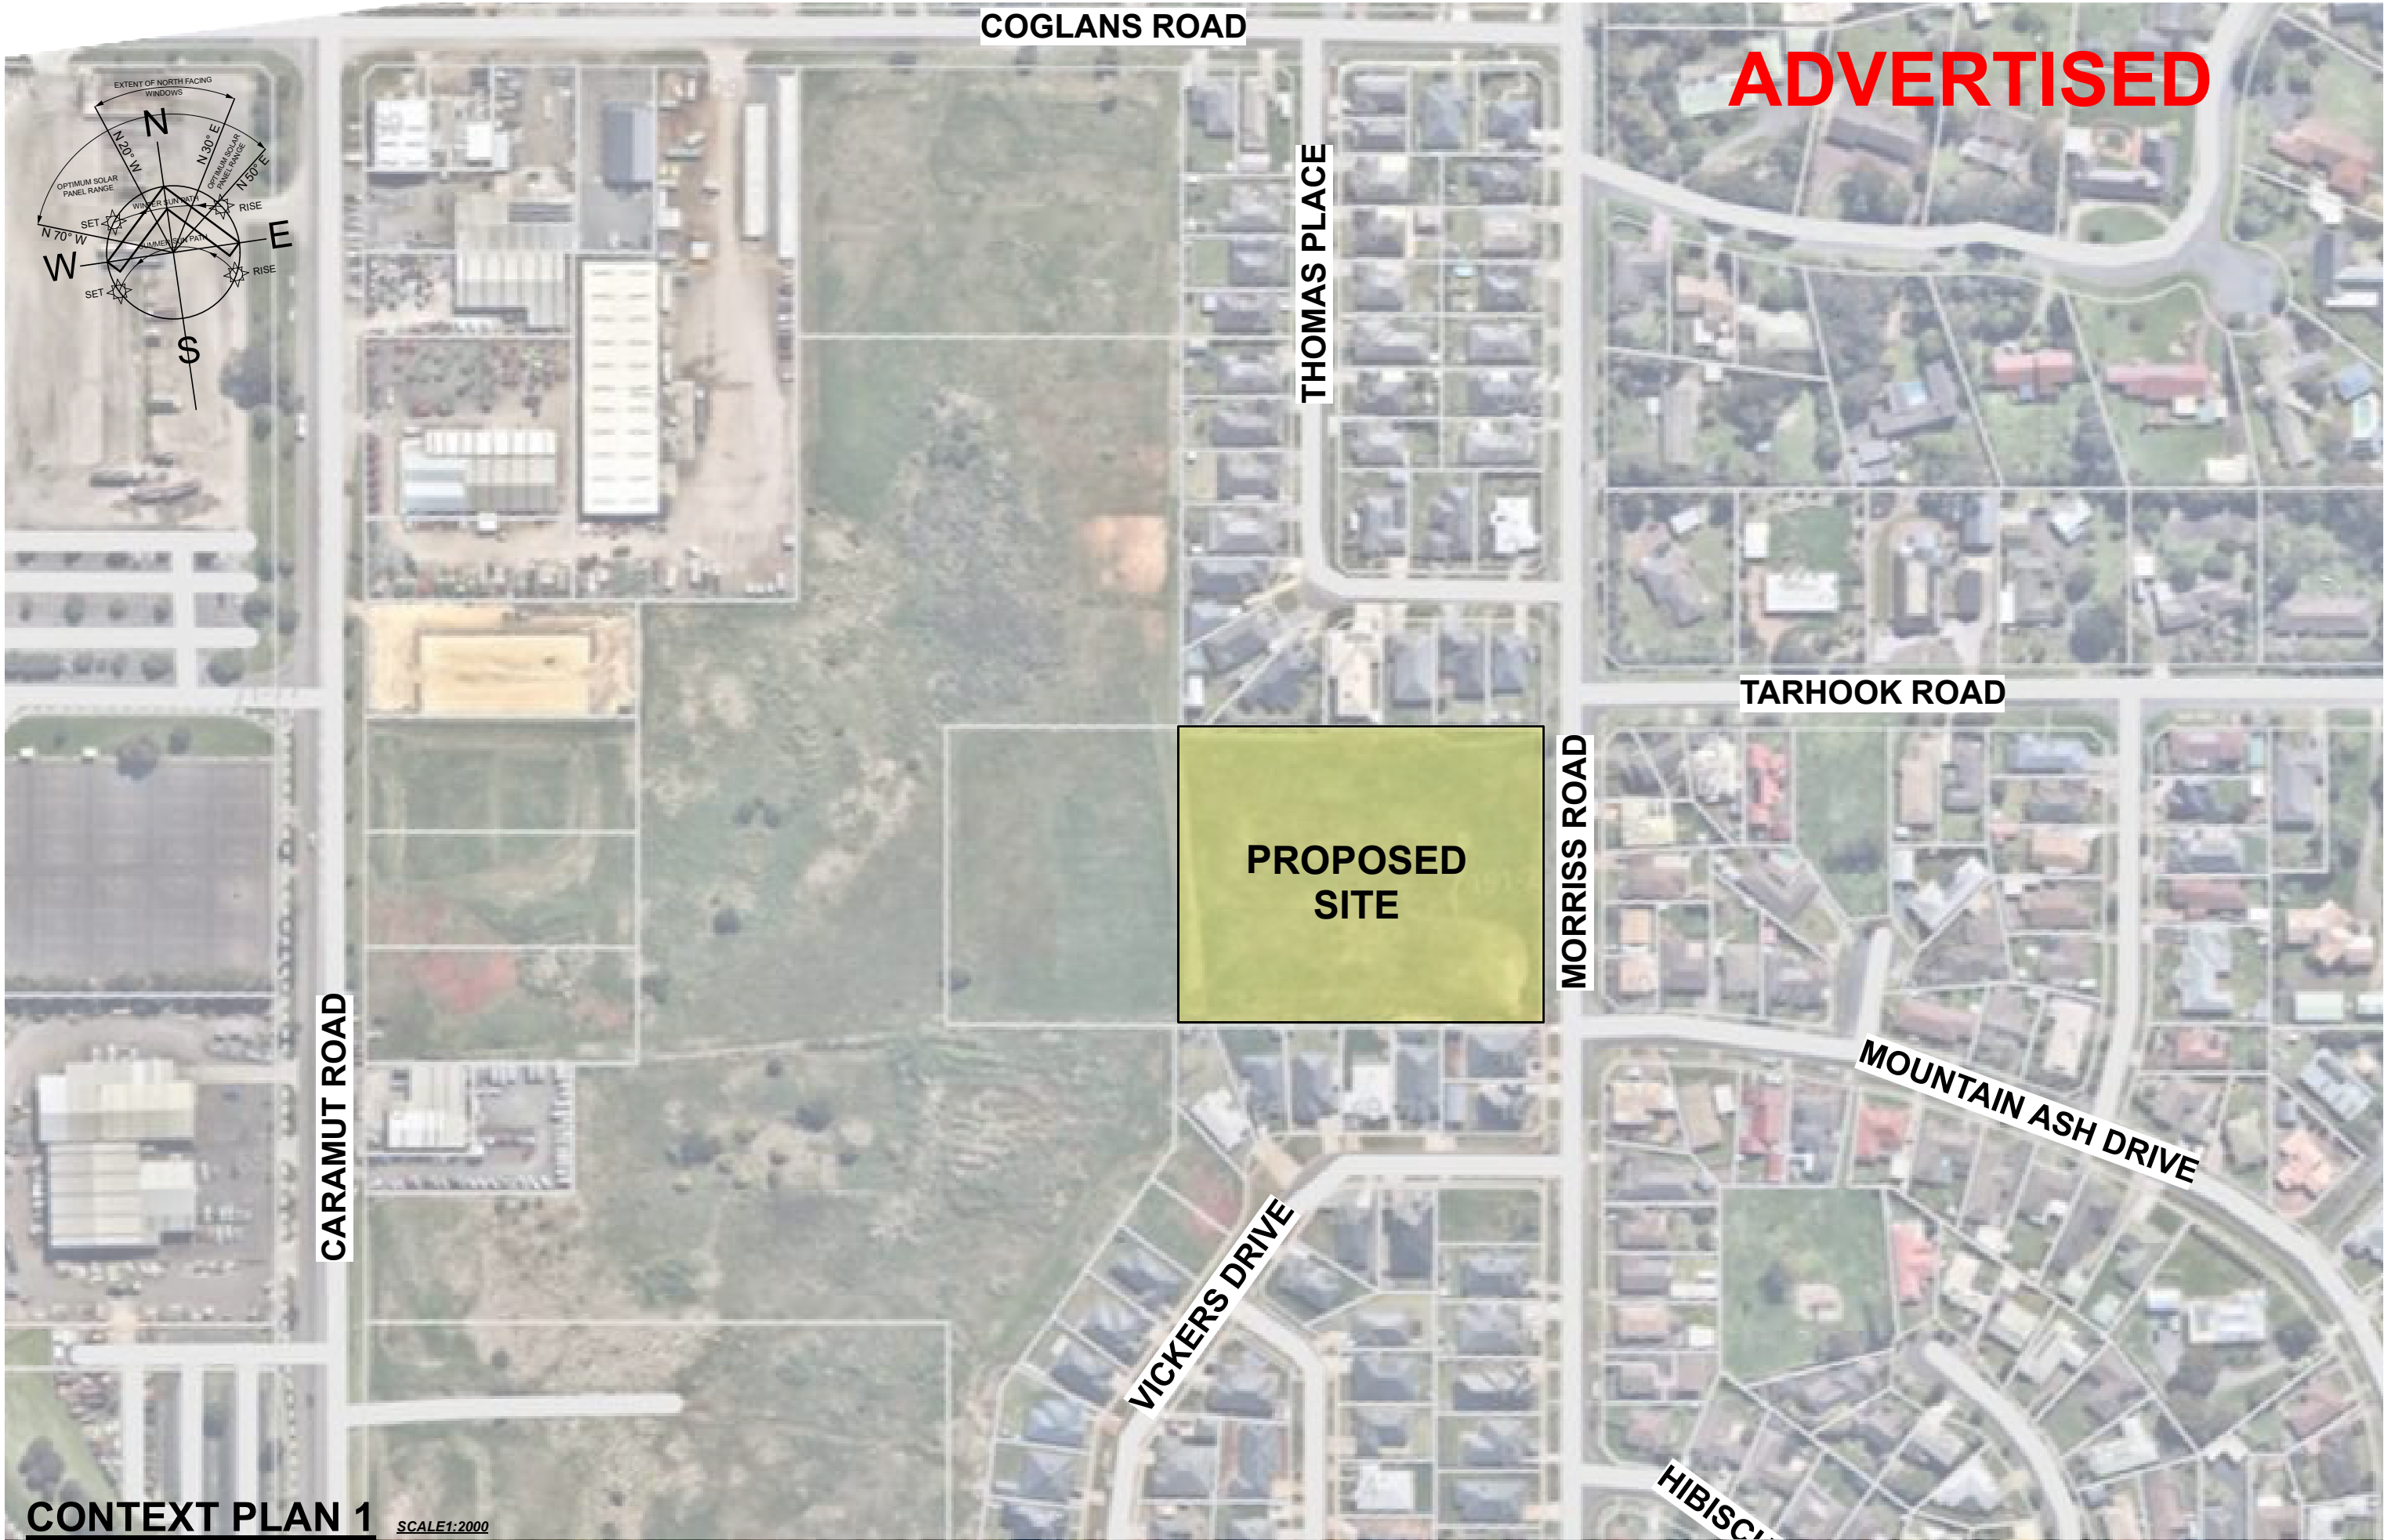 COGLANS ROAD
ADVERTISED
EXTENT OF NORTH FACING
WINDOWS
N
N 20° W
N 30° E
OPTIMUM SOLAR
PANEL RANGE
N 50° E
OPTIMUM SOLAR
PANEL RANGE
WINTER SUN PATH
RISE
SET
N 70° W
SUMMER SUN PATH
E
W
RISE
SET
S
THOMAS PLACE
TARHOOK ROAD
MORRISS ROAD
PROPOSED
SITE
CARAMUT ROAD
MOUNTAIN ASH DRIVE
VICKERS DRIVE
HIBISCU
CONTEXT PLAN 1
SCALE1:2000